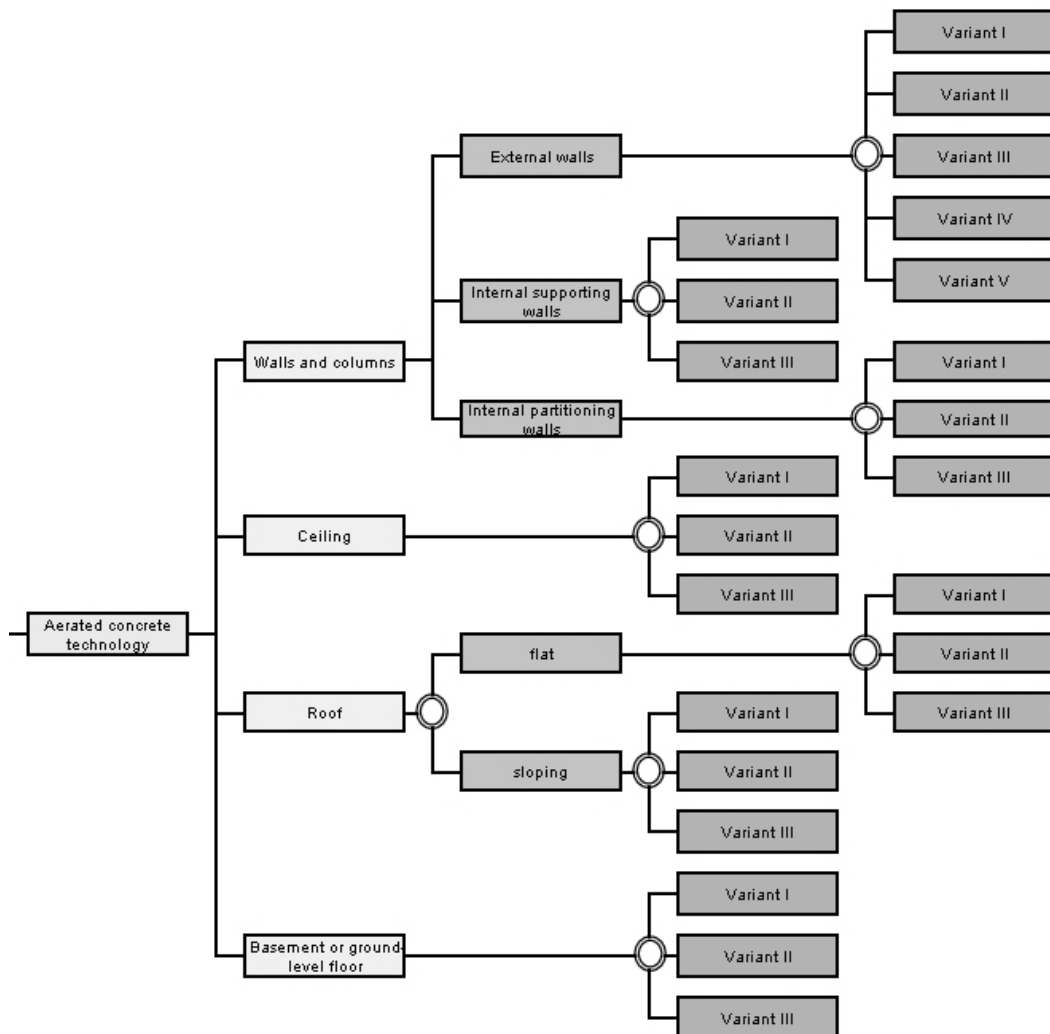 Variant I
Variant II
External walls
Variant III
Variant IV
Variant V
Variant I
Internal supporting
walls
Variant II
Variant III
Walls and columns
Variant I
Internal partitioning
walls
Variant II
Variant III
Variant I
Ceiling
Variant II
Variant III
Aerated concrete
technology
Variant I
flat
Variant II
Variant III
Roof
Variant I
sloping
Variant II
Variant III
Variant I
Basement or ground-
level floor
Variant II
Variant III